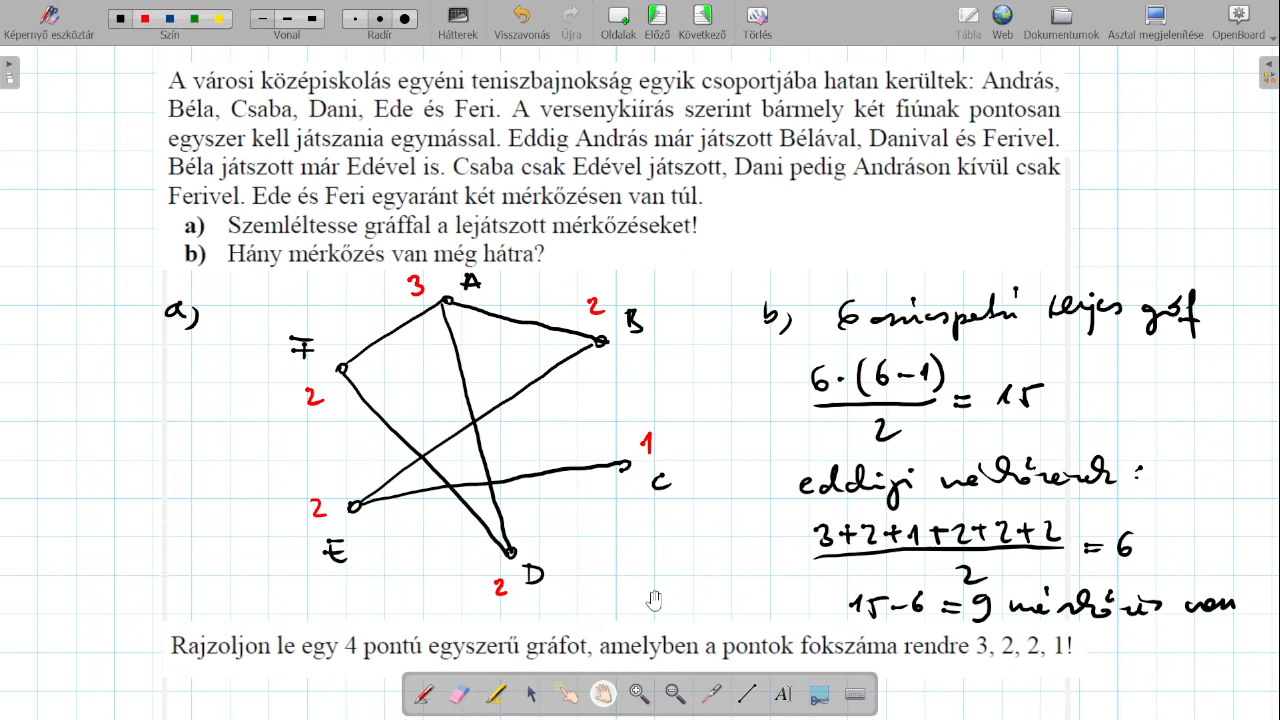 Képernyő eszköztár
Szín
Vonal
Radír
Hátterek
Visszavonás
Újra
Oldalak
Előző
Következő
Törlés
Tábla
Web
Dokumentumok
Asztal megjelenítése
OpenBoard
A városi középiskolás egyéni teniszbajnokság egyik csoportjába hatan kerültek: András,
Béla, Csaba, Dani, Ede és Feri. A versenykiírás szerint bármely két fiúnak pontosan
egyszer kell játszania egymással. Eddig András már játszott Bélával, Danival és Ferivel.
Béla játszott már Edével is. Csaba csak Edével játszott, Dani pedig Andráson kívül csak
Ferivel. Ede és Feri egyaránt két mérkőzésen van túl.
a) Szemléltesse gráffal a lejátszott mérkőzéseket!
b) Hány mérkőzés van még hátra?
a)
3 A
2 B
F
2
1
C
2
E
D
2
b) 6 csúcspetú teljes gráf
6·(6-1)
2
= 15
eddigi mérkőzések:
3+2+1+2+2+2
2
= 6
15-6=9 mérkőzés van
Rajzoljon le egy 4 pontú egyszerű gráfot, amelyben a pontok fokszáma rendre 3, 2, 2, 1!